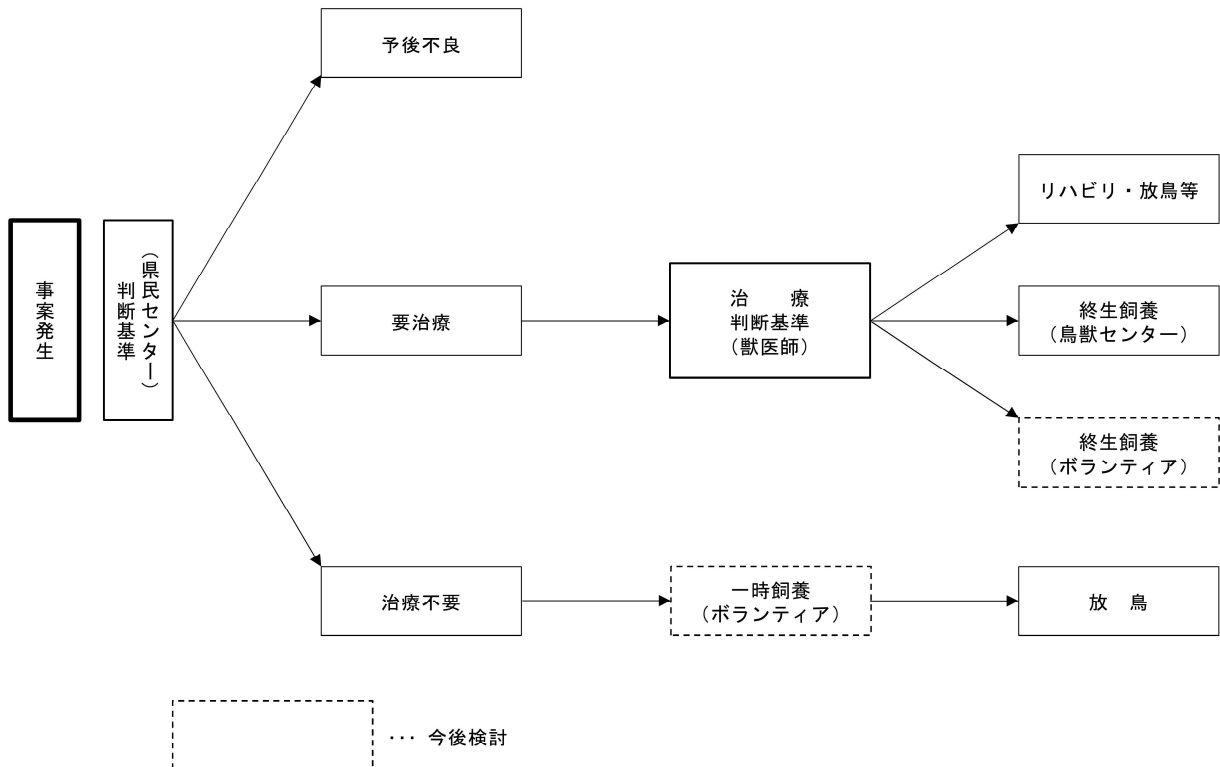 予後不良
リハビリ・放鳥等
事案発生
(県民センター)
判断基準
要治療
治　　療
判断基準
(獣医師)
終生飼養
(鳥獣センター)
終生飼養
(ボランティア)
治療不要
一時飼養
(ボランティア)
放　鳥
… 今後検討